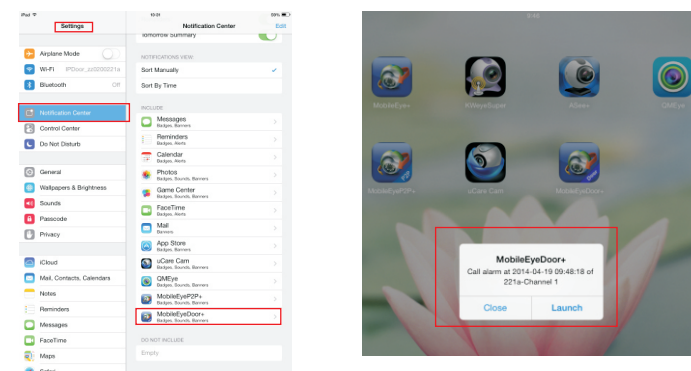 iPad
Settings
Airplane Mode
Wi-Fi IPDoor_cc0200221a
Bluetooth Off
Notification Center
Control Center
Do Not Disturb
General
Wallpapers & Brightness
Sounds
Passcode
Privacy
iCloud
Mail, Contacts, Calendars
Notes
Reminders
Messages
FaceTime
Maps
Safari
Notification Center
Edit
Tomorrow Summary
NOTIFICATIONS VIEW
Sort Manually
Sort By Time
INCLUDE
Messages
Badges, Banners
Reminders
Badges, Alerts
Calendar
Badges, Alerts
Photos
Badges, Sounds, Banners
Game Center
Badges, Sounds, Banners
FaceTime
Badges, Alerts
Mail
Banners
App Store
Badges, Sounds, Banners
uCare Cam
Badges, Sounds, Banners
QMEye
Badges, Sounds, Banners
MobileEyeP2P+
Badges, Sounds, Banners
MobileEyeDoor+
Badges, Sounds, Banners
DO NOT INCLUDE
Empty
9:48
MobileEye+
KWeyeSuper
ASee+
QMEye
MobileEyeP2P+
uCare Cam
MobileEyeDoor+
MobileEyeDoor+
Call alarm at 2014-04-19 09:48:18 of
221a-Channel 1
Close
Launch